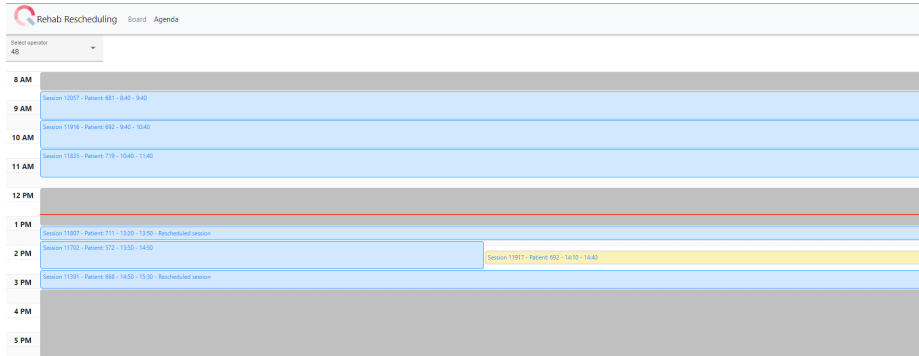 Rehab Rescheduling Board Agenda
Select operator
48
8 AM
Session 12057 - Patient: 681 - 8:40 - 9:40
9 AM
Session 11916 - Patient: 692 - 9:40 - 10:40
10 AM
Session 11835 - Patient: 719 - 10:40 - 11:40
11 AM
12 PM
1 PM
Session 11807 - Patient: 711 - 13:20 - 13:50 - Rescheduled session
Session 11702 - Patient: 572 - 13:50 - 14:50
2 PM
Session 11917 - Patient: 692 - 14:10 - 14:40
Session 11391 - Patient: 868 - 14:50 - 15:30 - Rescheduled session
3 PM
4 PM
5 PM